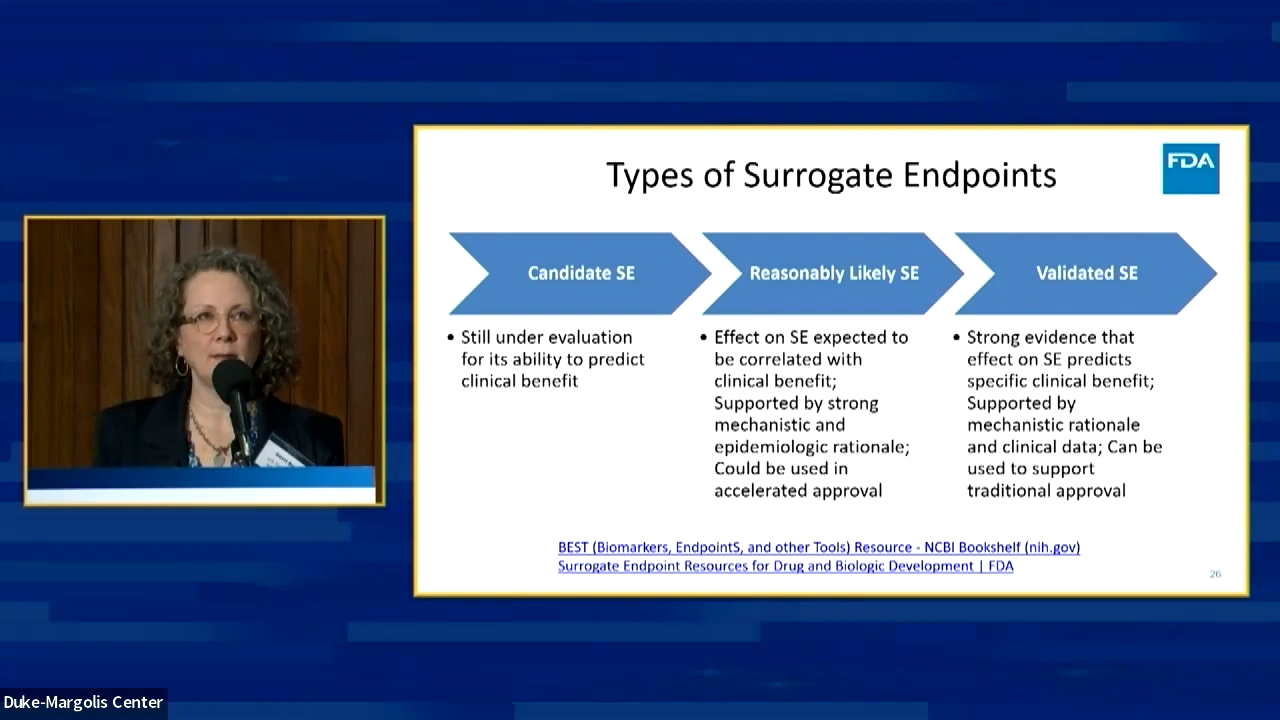 Types of Surrogate Endpoints
FDA
Candidate SE
Reasonably Likely SE
Validated SE
• Still under evaluation
for its ability to predict
clinical benefit
• Effect on SE expected to
be correlated with
clinical benefit;
Supported by strong
mechanistic and
epidemiologic rationale;
Could be used in
accelerated approval
• Strong evidence that
effect on SE predicts
specific clinical benefit;
Supported by
mechanistic rationale
and clinical data; Can be
used to support
traditional approval
BEST (Biomarkers, EndpointS, and other Tools) Resource - NCBI Bookshelf (nih.gov)
Surrogate Endpoint Resources for Drug and Biologic Development | FDA
26
Duke-Margolis Center